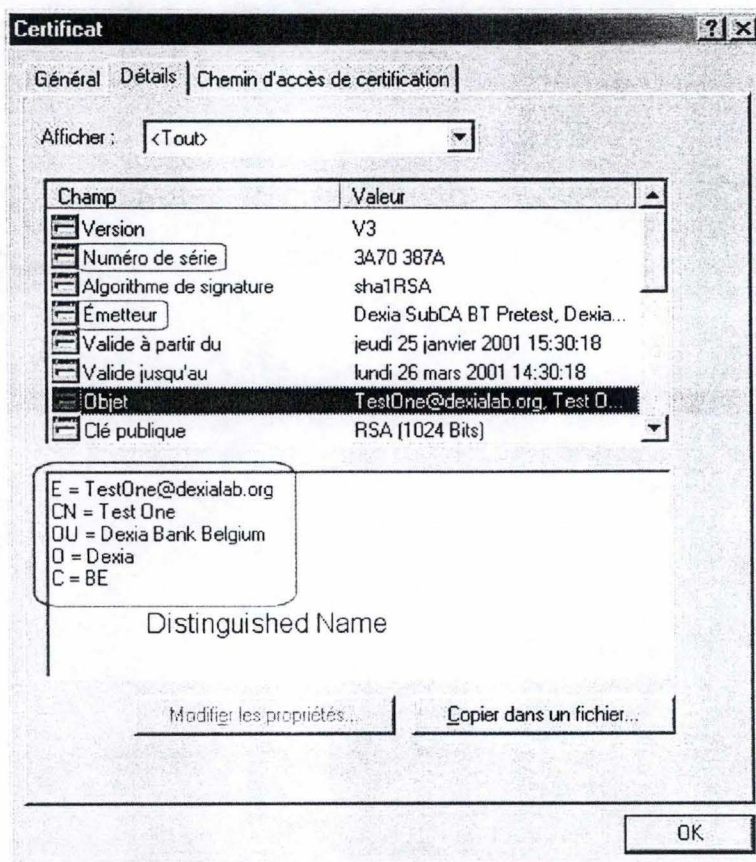 Certificat
Général Détails Chemin d'accès de certification
Afficher : <Tout>
Champ Valeur
Version V3
Numéro de série 3A70 387A
Algorithme de signature sha1RSA
Émetteur Dexia SubCA BT Pretest, Dexia...
Valide à partir du jeudi 25 janvier 2001 15:30:18
Valide jusqu'au lundi 26 mars 2001 14:30:18
Objet TestOne@dexialab.org, Test O...
Clé publique RSA (1024 Bits)
E = TestOne@dexialab.org
CN = Test One
OU = Dexia Bank Belgium
O = Dexia
C = BE
Distinguished Name
Modifier les propriétés... Copier dans un fichier...
OK